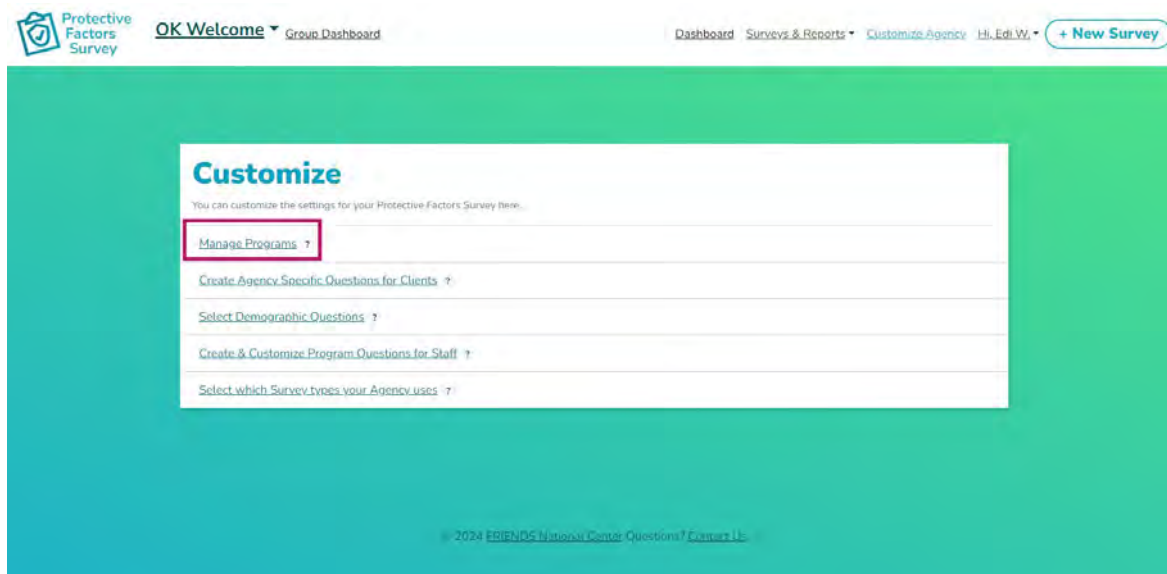 Protective
Factors
Survey
OK Welcome Group Dashboard
Dashboard Surveys & Reports Customize Agency Hi, Edi W. + New Survey
Customize
You can customize the settings for your Protective Factors Survey here.
Manage Programs ?
Create Agency Specific Questions for Clients ?
Select Demographic Questions ?
Create & Customize Program Questions for Staff ?
Select which Survey types your Agency uses ?
© 2024 FRIENDS National Center Questions? Contact Us